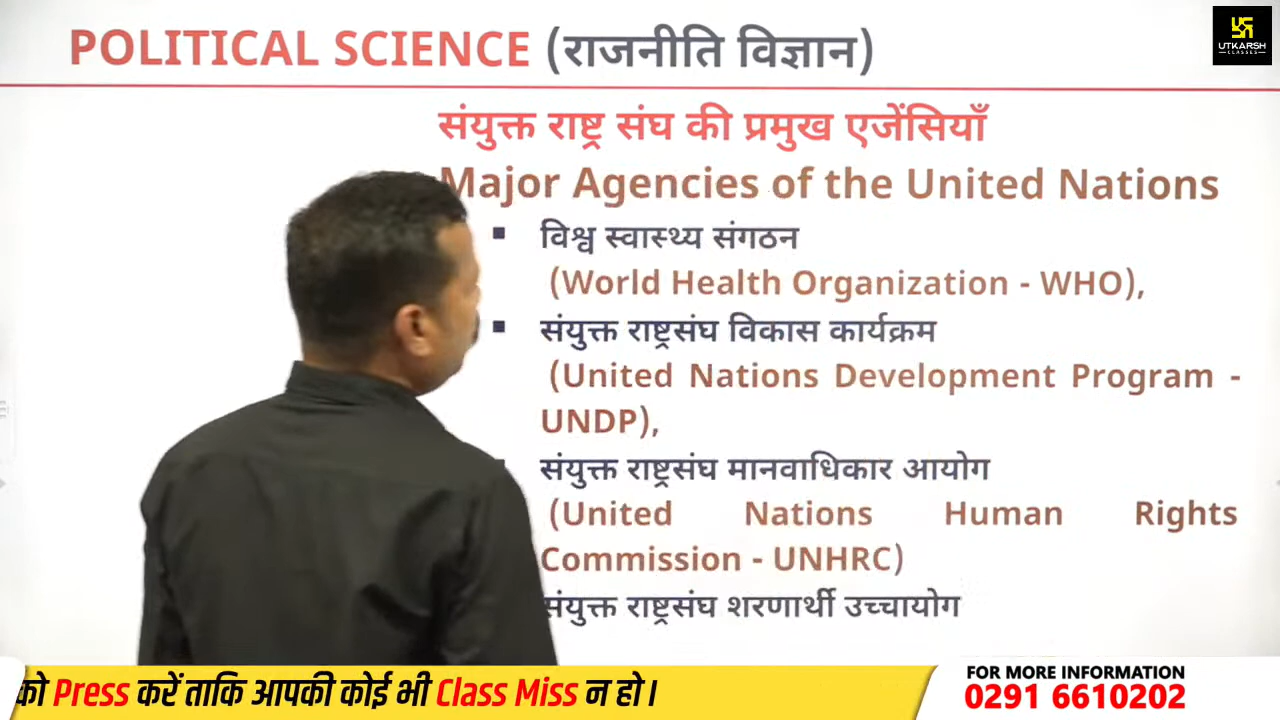 POLITICAL SCIENCE (राजनीति विज्ञान)
UTKARSH
CLASSES
संयुक्त राष्ट्र संघ की प्रमुख एजेंसियाँ
Major Agencies of the United Nations
▪ विश्व स्वास्थ्य संगठन
(World Health Organization - WHO),
▪ संयुक्त राष्ट्रसंघ विकास कार्यक्रम
(United Nations Development Program -
UNDP),
संयुक्त राष्ट्रसंघ मानवाधिकार आयोग
(United Nations Human Rights
Commission - UNHRC)
संयुक्त राष्ट्रसंघ शरणार्थी उच्चायोग
को Press करें ताकि आपकी कोई भी Class Miss न हो।
FOR MORE INFORMATION
0291 6610202